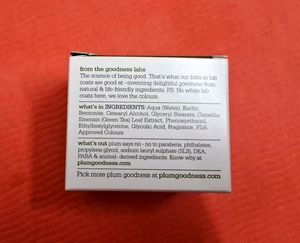 from the goodness labs
The science of being good. That's what our folks in lab
coats are good at –inventing delightful goodness from
natural & life-friendly ingredients. PS: No white lab
coats here, we love the colours.
what's in INGREDIENTS: Aqua (Water), Kaolin,
Bentonite, Cetearyl Alcohol, Glyceryl Stearate, Camellia
Sinensis (Green Tea) Leaf Extract, Phenoxyethanol,
Ethylhexylglycerine, Glycolic Acid, Fragrance, FDA
Approved Colours
what's out plum says no - no to parabens, phthalates,
propylene glycol, sodium lauryl sulphate (SLS), DEA,
PABA & animal- derived ingredients. Know why at
plumgoodness.com
Pick more plum goodness at plumgoodness.com